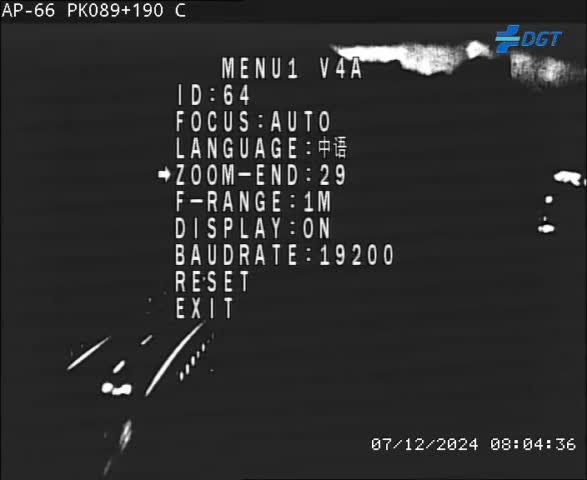 AP-66 PK089+190 C
DGT
MENU1 V4A
ID:64
FOCUS:AUTO
LANGUAGE:中语
ZOOM-END:29
F-RANGE:1M
DISPLAY:ON
BAUDRATE:19200
RESET
EXIT
07/12/2024 08:04:36